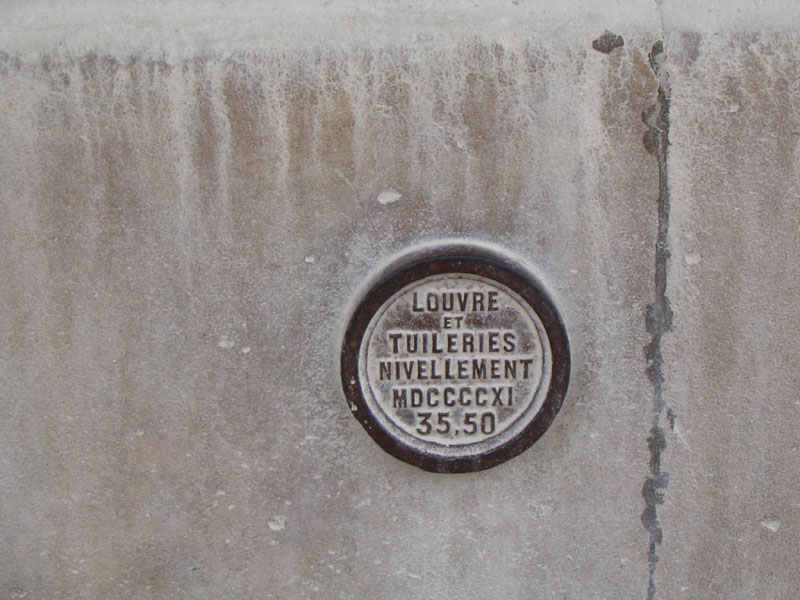 LOUVRE
ET
TUILERIES
NIVELLEMENT
MDCCCCXI
35,50